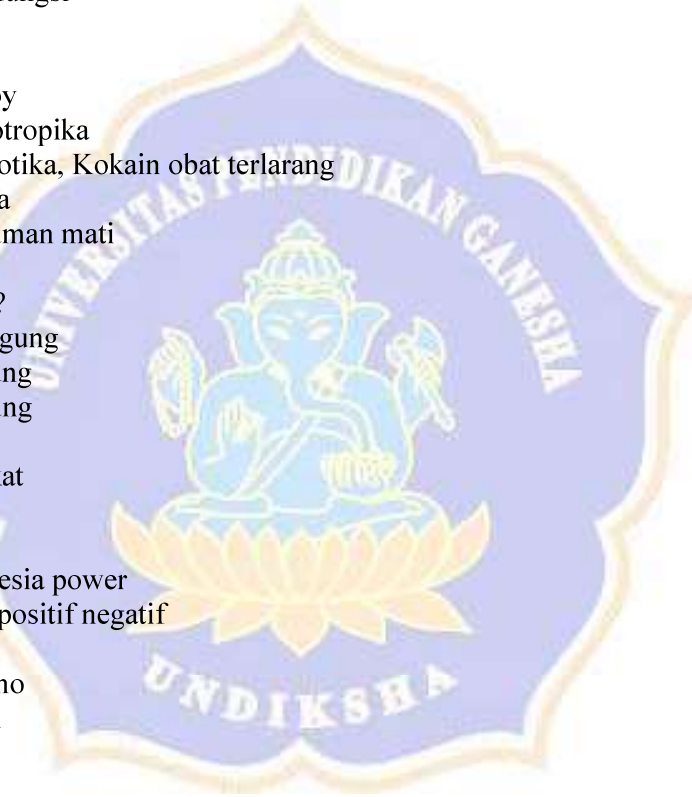 otropika
otika, Kokain obat terlarang
a
man mati
?
gung
ng
ng
at
esia power
positif negatif
no
UNIVERSITAS PENDIDIKAN GANESHA
UNDIKSHA